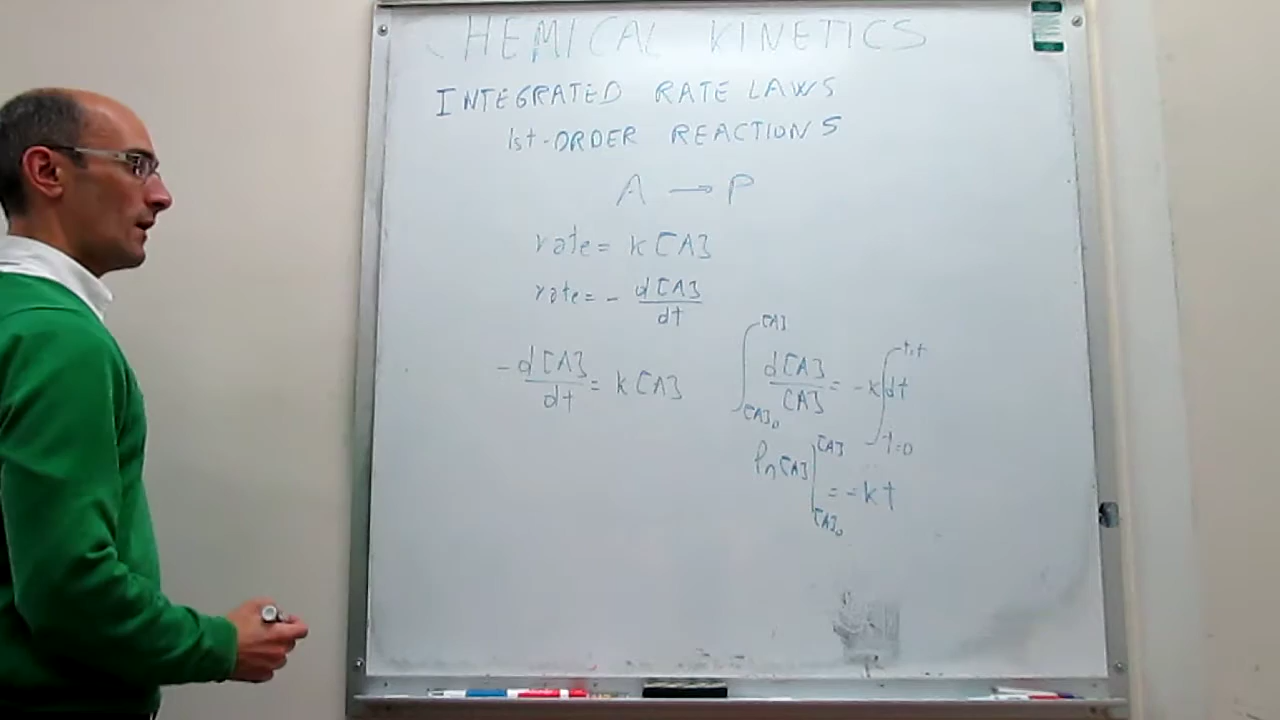 CHEMICAL KINETICS
INTEGRATED RATE LAWS
1st-ORDER REACTIONS
A → P
rate = k[A]
rate = - d[A]/dt
-d[A]/dt = k[A]
∫ [A]₀ [A] d[A]/[A] = -k ∫ t=0 t=t dt
ln[A] | [A]₀ [A] = -kt